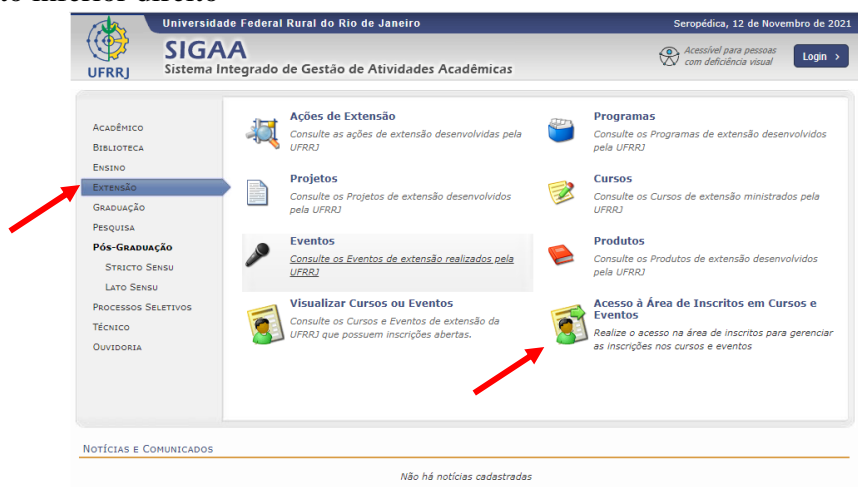 to inferior direito
Universidade Federal Rural do Rio de Janeiro
Seropédica, 12 de Novembro de 2021
UFRRJ
SIGAA
Sistema Integrado de Gestão de Atividades Acadêmicas
Acessível para pessoas
com deficiência visual
Login >
Acadêmico
Biblioteca
Ensino
Extensão
Graduação
Pesquisa
Pós-Graduação
Stricto Sensu
Lato Sensu
Processos Seletivos
Técnico
Ouvidoria
Ações de Extensão
Consulte as ações de extensão desenvolvidas pela
UFRRJ
Programas
Consulte os Programas de extensão desenvolvidos
pela UFRRJ
Projetos
Consulte os Projetos de extensão desenvolvidos
pela UFRRJ
Cursos
Consulte os Cursos de extensão ministrados pela
UFRRJ
Eventos
Consulte os Eventos de extensão realizados pela
UFRRJ
Produtos
Consulte os Produtos de extensão desenvolvidos
pela UFRRJ
Visualizar Cursos ou Eventos
Consulte os Cursos e Eventos de extensão da
UFRRJ que possuem inscrições abertas.
Acesso à Área de Inscritos em Cursos e
Eventos
Realize o acesso na área de inscritos para gerenciar
as inscrições nos cursos e eventos
Notícias e Comunicados
Não há notícias cadastradas